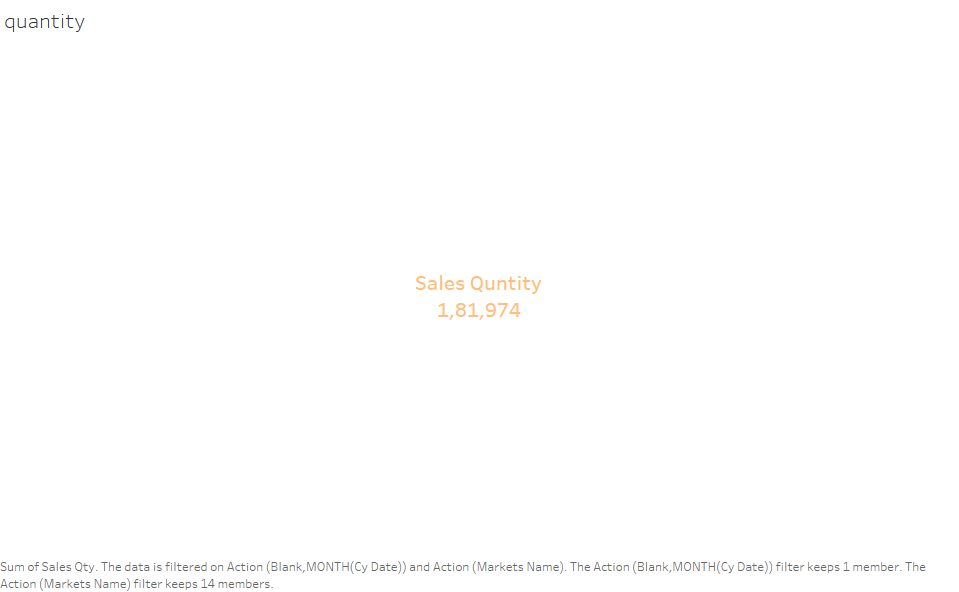 quantity
Sales Quntity
1,81,974
Sum of Sales Qty. The data is filtered on Action (Blank,MONTH(Cy Date)) and Action (Markets Name). The Action (Blank,MONTH(Cy Date)) filter keeps 1 member. The
Action (Markets Name) filter keeps 14 members.